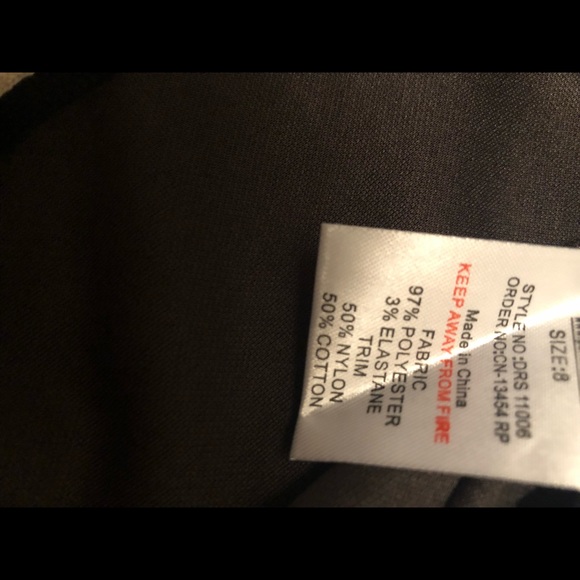 SIZE:8
STYLE NO:DRS 11006
ORDER NO:CN-13454 RP
Made in China
KEEP AWAY FROM FIRE
FABRIC
97% POLYESTER
3% ELASTANE
TRIM
50% NYLON
50% COTTON